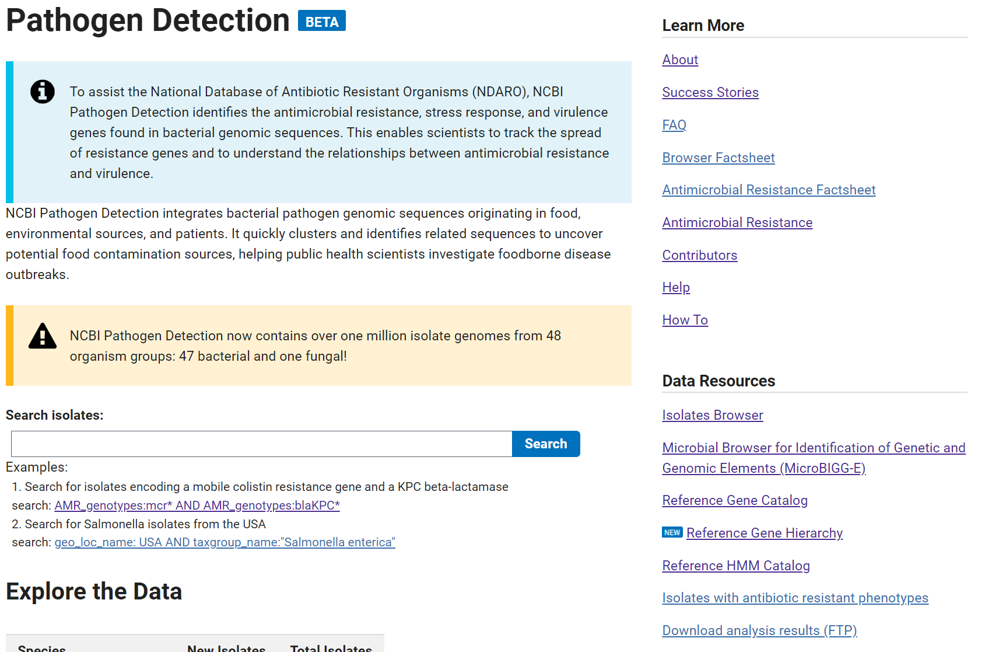 Pathogen Detection BETA
To assist the National Database of Antibiotic Resistant Organisms (NDARO), NCBI
Pathogen Detection identifies the antimicrobial resistance, stress response, and virulence
genes found in bacterial genomic sequences. This enables scientists to track the spread
of resistance genes and to understand the relationships between antimicrobial resistance
and virulence.
NCBI Pathogen Detection integrates bacterial pathogen genomic sequences originating in food,
environmental sources, and patients. It quickly clusters and identifies related sequences to uncover
potential food contamination sources, helping public health scientists investigate foodborne disease
outbreaks.
NCBI Pathogen Detection now contains over one million isolate genomes from 48
organism groups: 47 bacterial and one fungal!
Search isolates:
Search
Examples:
1. Search for isolates encoding a mobile colistin resistance gene and a KPC beta-lactamase
search: AMR_genotypes:mcr* AND AMR_genotypes:blaKPC*
2. Search for Salmonella isolates from the USA
search: geo_loc_name: USA AND taxgroup_name:"Salmonella enterica"
Explore the Data
Species New Isolates Total Isolates
Learn More
About
Success Stories
FAQ
Browser Factsheet
Antimicrobial Resistance Factsheet
Antimicrobial Resistance
Contributors
Help
How To
Data Resources
Isolates Browser
Microbial Browser for Identification of Genetic and
Genomic Elements (MicroBIGG-E)
Reference Gene Catalog
NEW Reference Gene Hierarchy
Reference HMM Catalog
Isolates with antibiotic resistant phenotypes
Download analysis results (FTP)